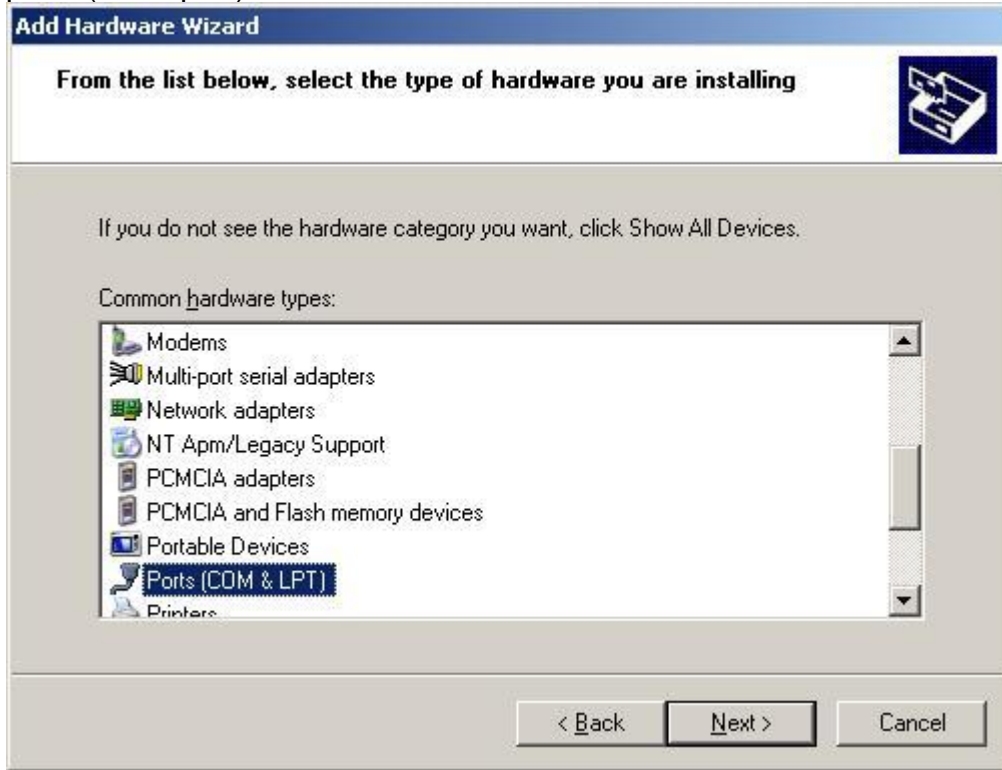 Add Hardware Wizard
From the list below, select the type of hardware you are installing
If you do not see the hardware category you want, click Show All Devices.
Common hardware types:
Modems
Multi-port serial adapters
Network adapters
NT Apm/Legacy Support
PCMCIA adapters
PCMCIA and Flash memory devices
Portable Devices
Ports (COM & LPT)
Printers
< Back Next > Cancel